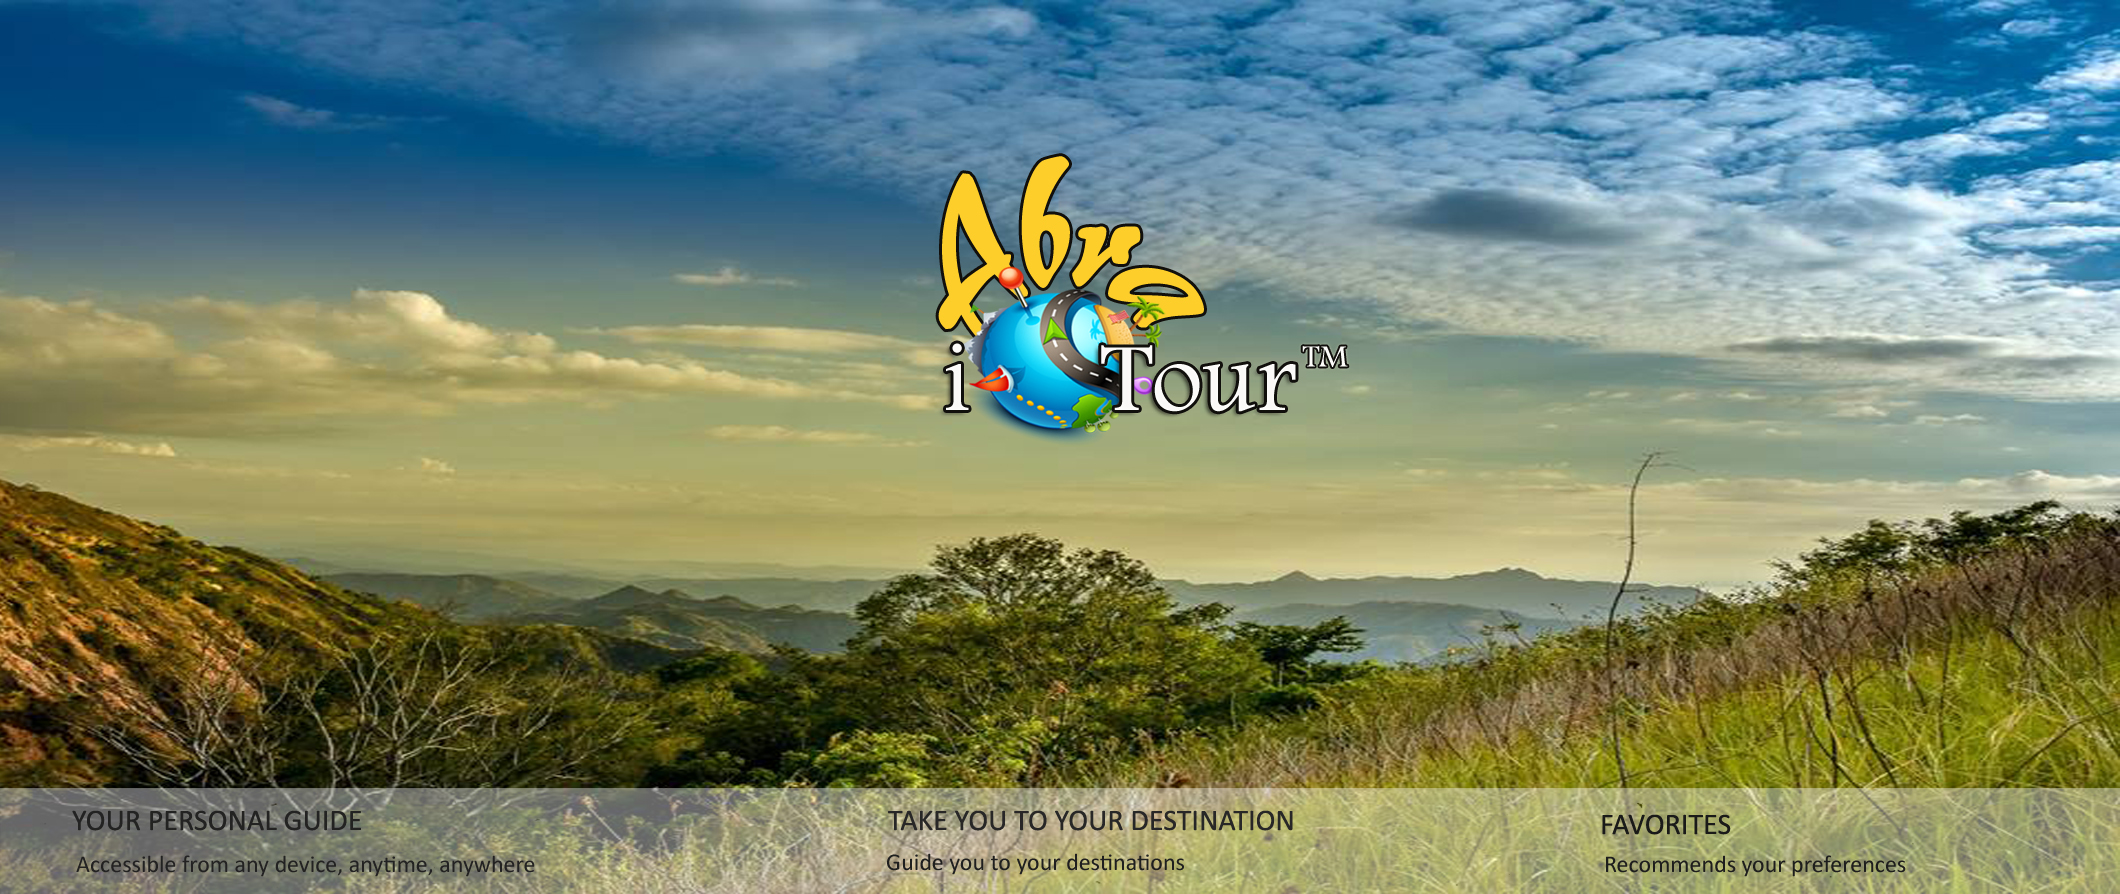 Abra
i Tour™
YOUR PERSONAL GUIDE
Accessible from any device, anytime, anywhere
TAKE YOU TO YOUR DESTINATION
Guide you to your destinations
FAVORITES
Recommends your preferences